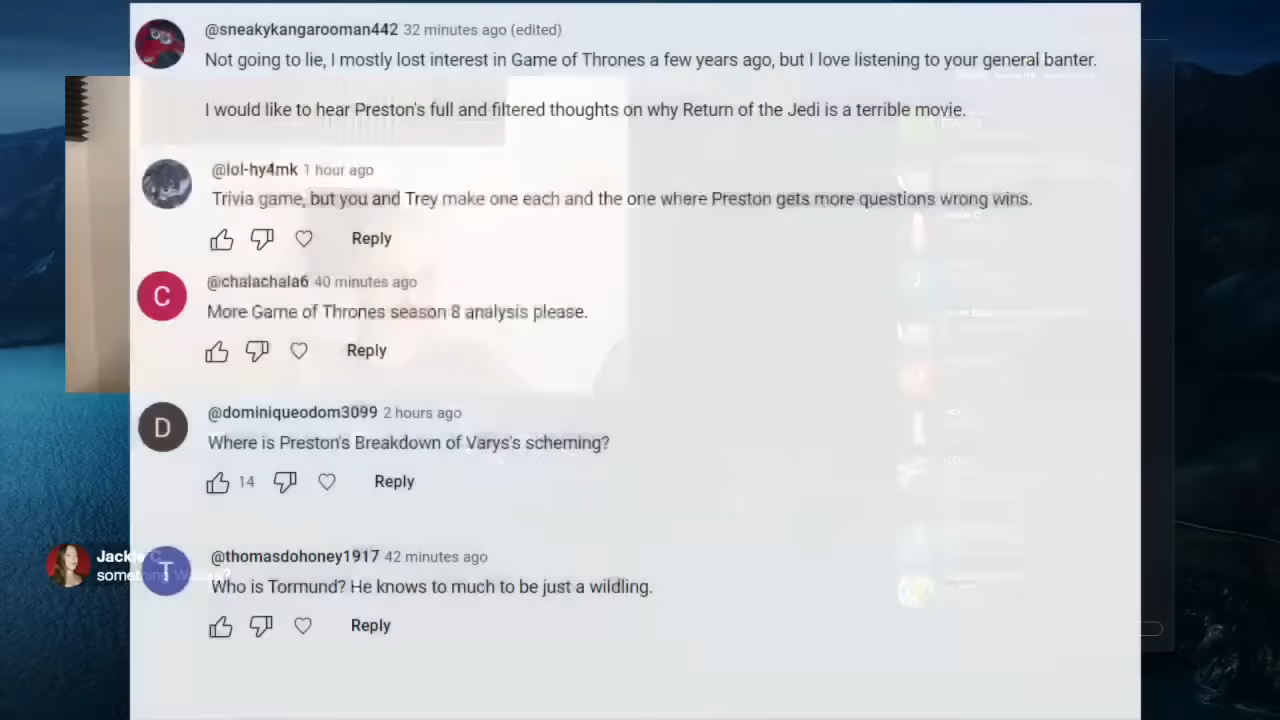 @sneakykangarooman442 32 minutes ago (edited)
Not going to lie, I mostly lost interest in Game of Thrones a few years ago, but I love listening to your general banter.
I would like to hear Preston's full and filtered thoughts on why Return of the Jedi is a terrible movie.
@lol-hy4mk 1 hour ago
Trivia game, but you and Trey make one each and the one where Preston gets more questions wrong wins.
Reply
C @chalachala6 40 minutes ago
More Game of Thrones season 8 analysis please.
Reply
@dominiqueodom3099 2 hours ago
D Where is Preston's Breakdown of Varys's scheming?
14 Reply
Jackie C.
@thomasdohoney1917 42 minutes ago
T Who is Tormund? He knows to much to be just a wildling.
Reply